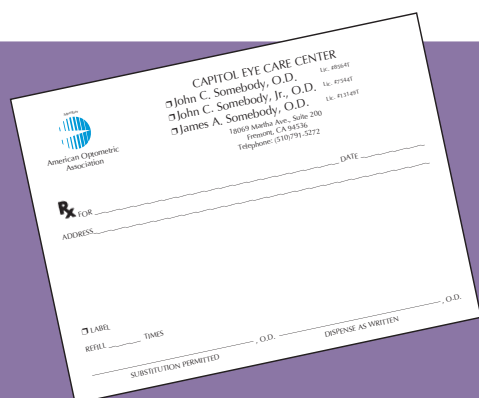 Member
American Optometric
Association
CAPITOL EYE CARE CENTER
❒ John C. Somebody, O.D. Lic. #8564T
❒ John C. Somebody, Jr., O.D. Lic. #7544T
❒ James A. Somebody, O.D. Lic. #13149T
18069 Martha Ave., Suite 200
Fremont, CA 94536
Telephone: (510)791-5272
Rx FOR DATE
ADDRESS
❒ LABEL
REFILL TIMES
, O.D. , O.D.
SUBSTITUTION PERMITTED DISPENSE AS WRITTEN